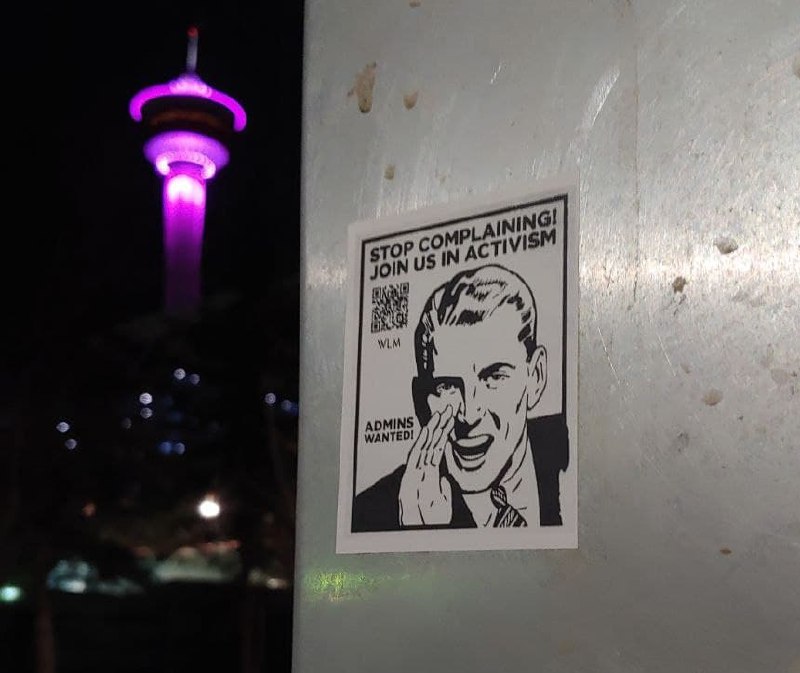 STOP COMPLAINING!
JOIN US IN ACTIVISM
WLM
ADMINS
WANTED!